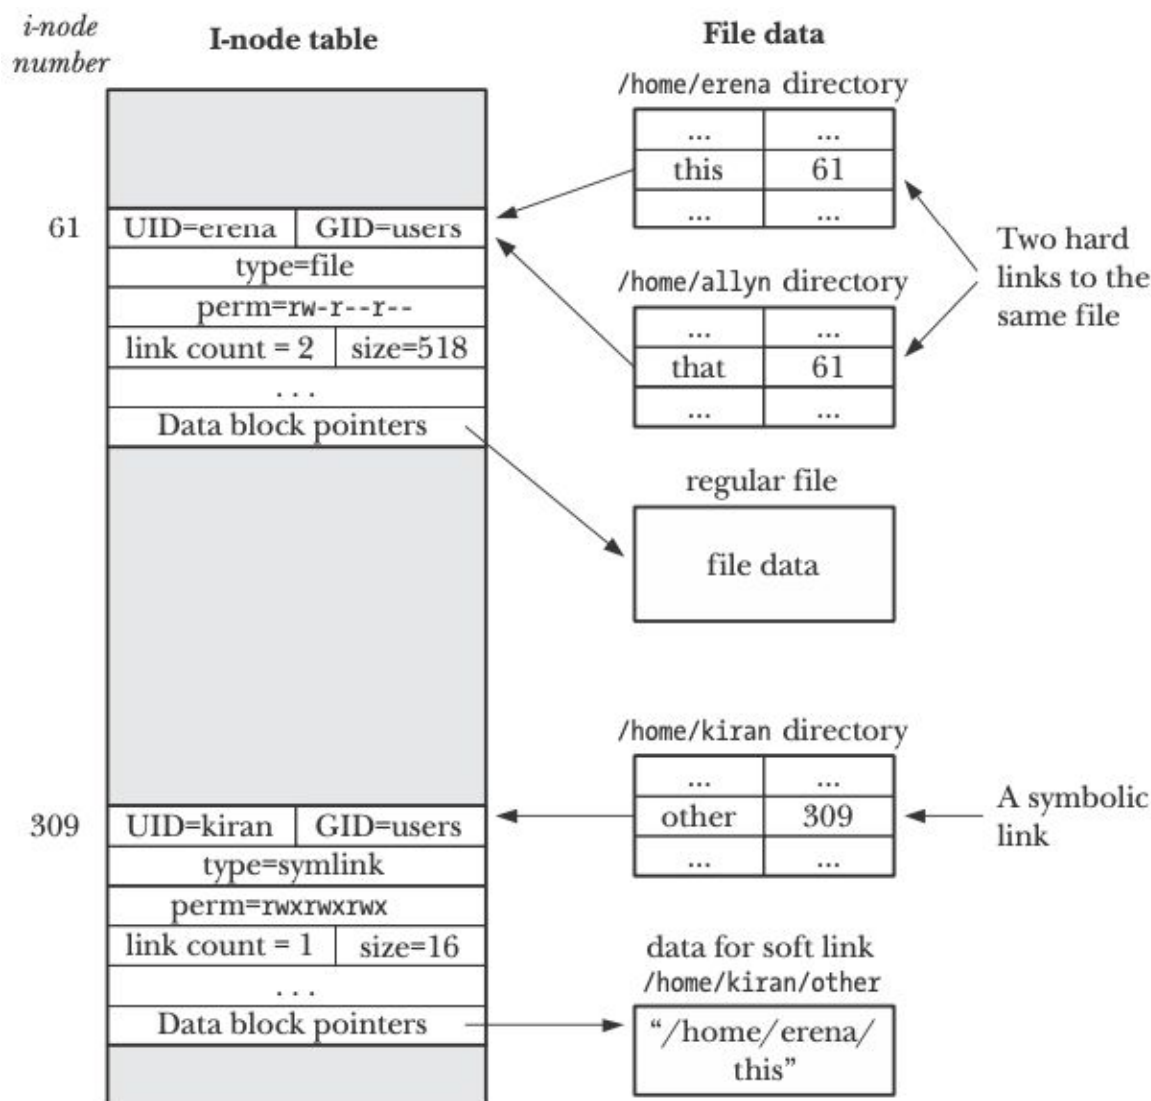 i-node
number
I-node table
File data
/home/erena directory
... ...
this 61
... ...
61
UID=erena GID=users
type=file
perm=rw-r--r--
link count = 2 size=518
. . .
Data block pointers
/home/allyn directory
... ...
that 61
... ...
Two hard
links to the
same file
regular file
file data
/home/kiran directory
... ...
other 309
... ...
A symbolic
link
309
UID=kiran GID=users
type=symlink
perm=rwxrwxrwx
link count = 1 size=16
. . .
Data block pointers
data for soft link
/home/kiran/other
“/home/erena/
this”